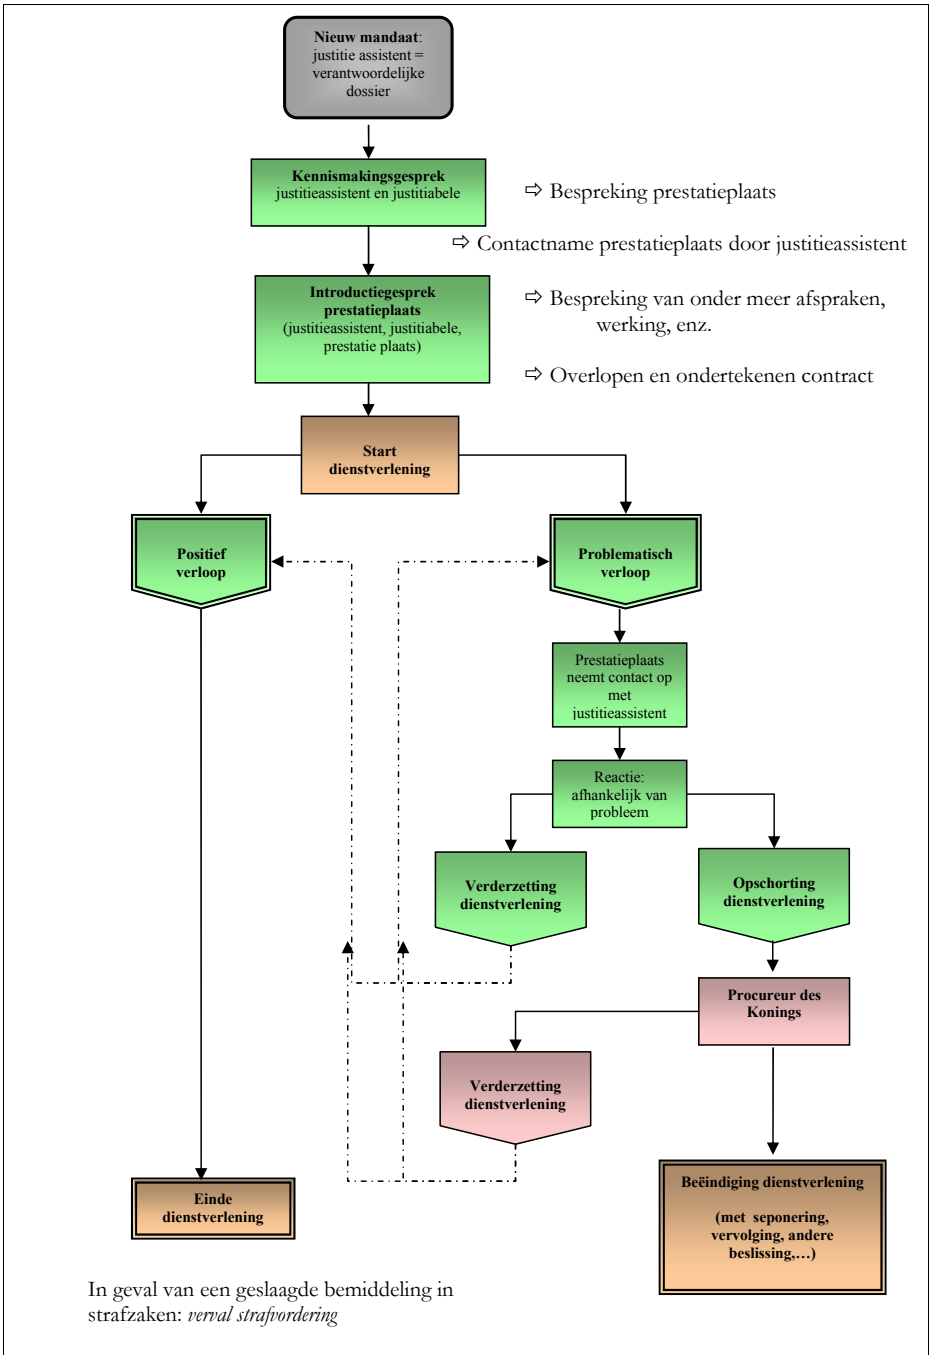 Nieuw mandaat:
justitie assistent =
verantwoordelijke
dossier
Kennismakingsgesprek
justitieassistent en justitiabele
⇨ Bespreking prestatieplaats
⇨ Contactname prestatieplaats door justitieassistent
Introductiegesprek
prestatieplaats
(justitieassistent, justitiabele,
prestatie plaats)
⇨ Bespreking van onder meer afspraken,
werking, enz.
⇨ Overlopen en ondertekenen contract
Start
dienstverlening
Positief
verloop
Problematisch
verloop
Prestatieplaats
neemt contact op
met
justitieassistent
Reactie:
afhankelijk van
probleem
Verderzetting
dienstverlening
Opschorting
dienstverlening
Procureur des
Konings
Verderzetting
dienstverlening
Einde
dienstverlening
Beëindiging dienstverlening
(met seponering,
vervolging, andere
beslissing,…)
In geval van een geslaagde bemiddeling in
strafzaken: verval strafvordering